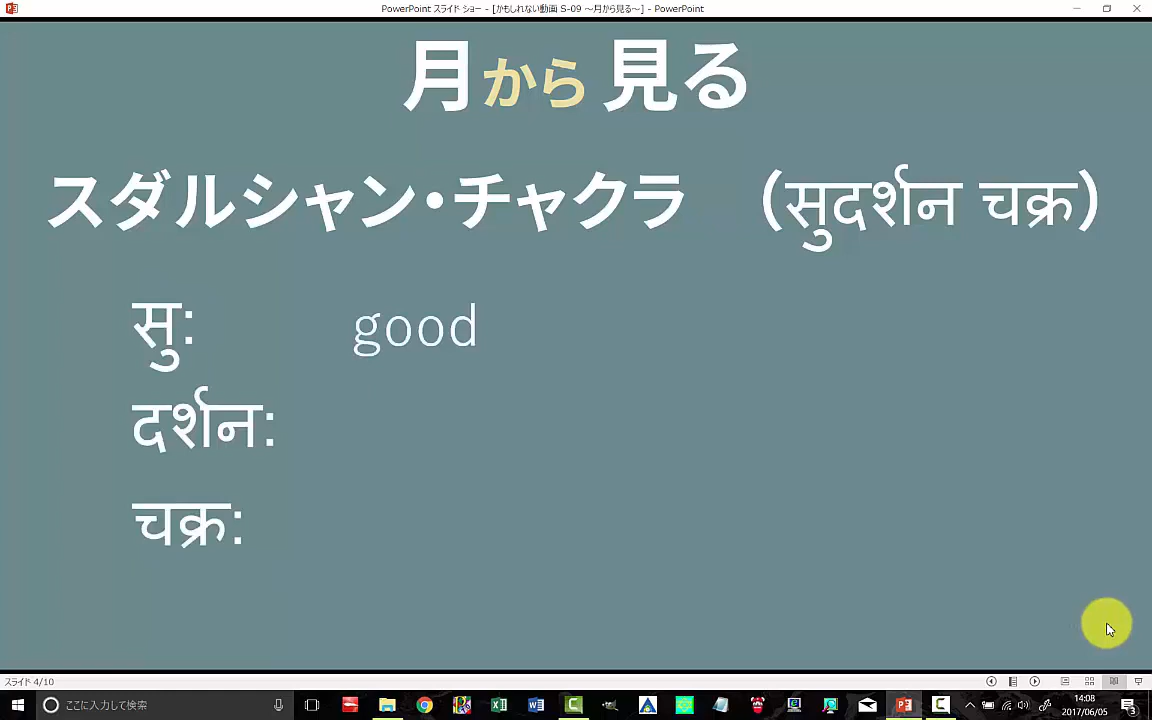 PowerPoint スライド ショー - [かもしれない動画 S-09 ～月から見る～] - PowerPoint
月から見る
スダルシャン・チャクラ （सुदर्शन चक्र）
सु: good
दर्शन:
चक्र:
スライド 4/10
ここに入力して検索
14:08
2017/06/05
3